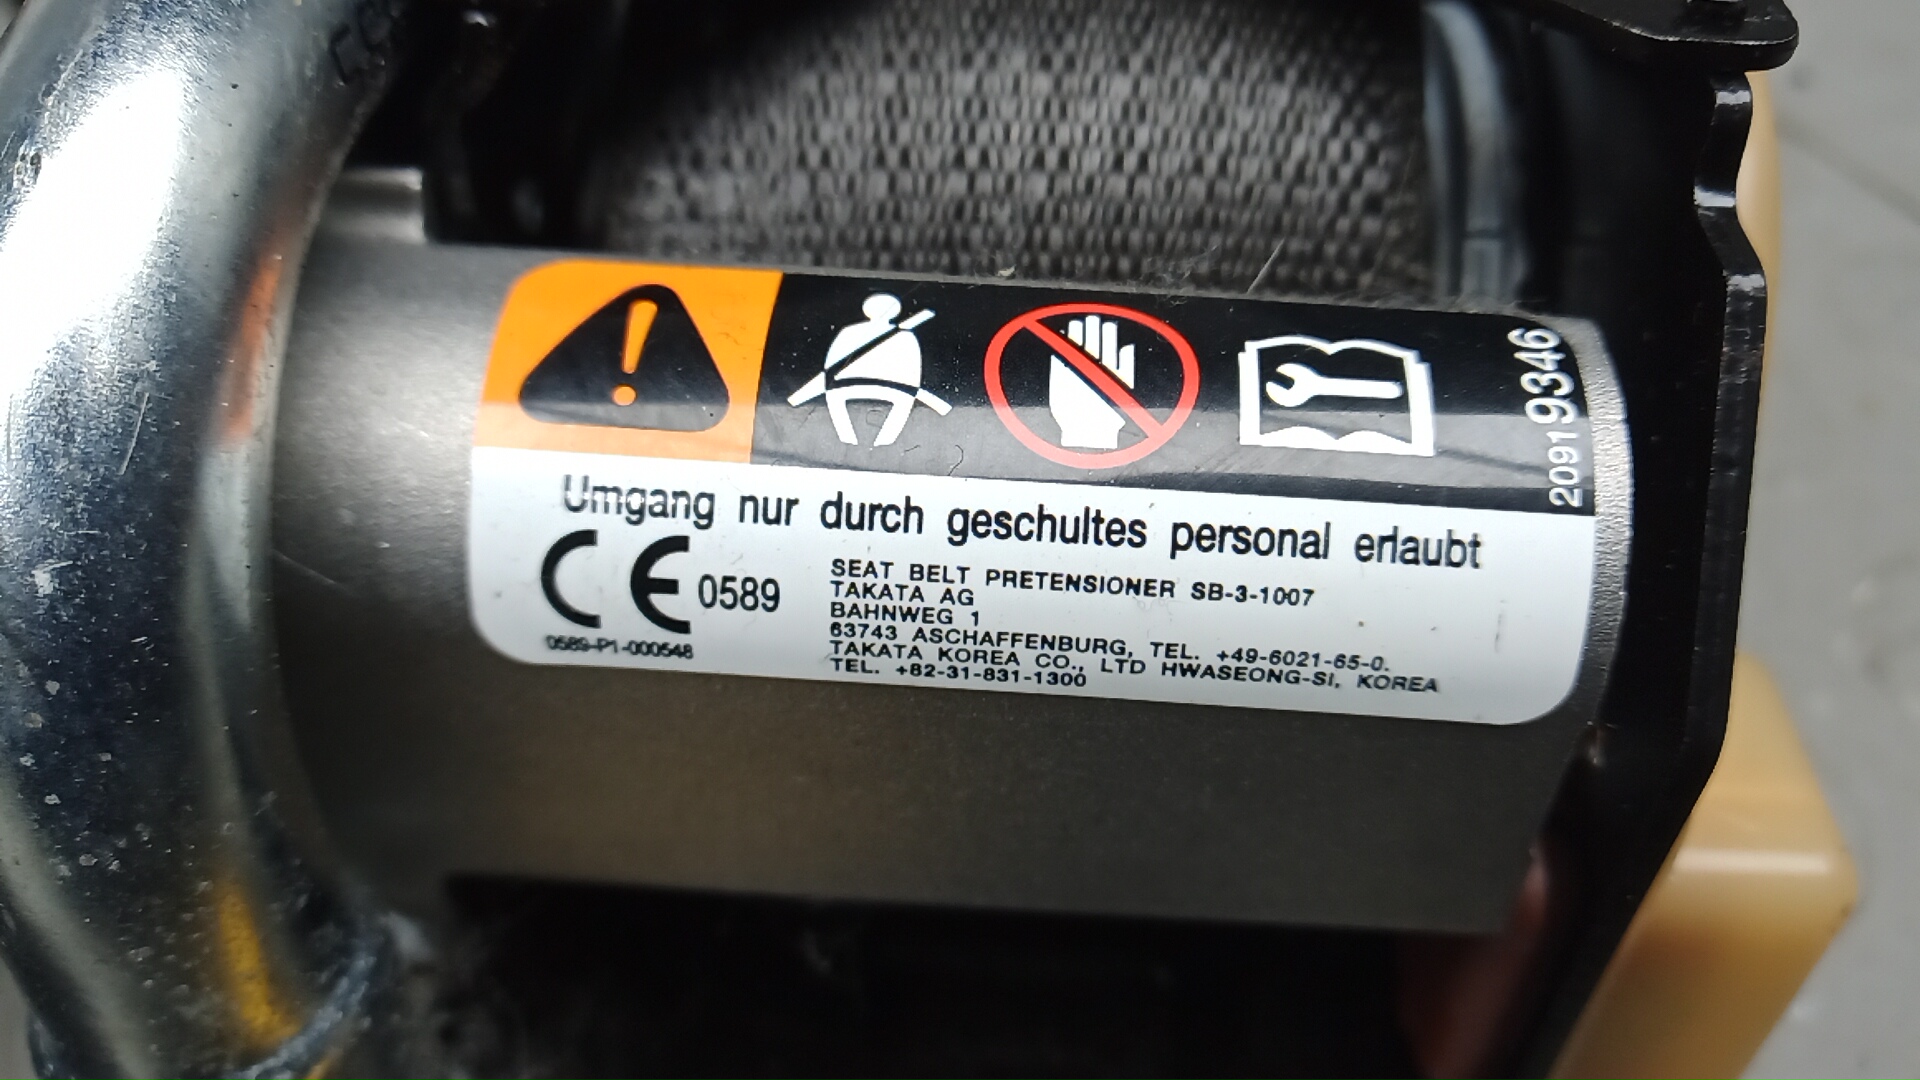 20919346
Umgang nur durch geschultes personal erlaubt
CE 0589
0589-P1-000548
SEAT BELT PRETENSIONER SB-3-1007
TAKATA AG
BAHNWEG 1
63743 ASCHAFFENBURG, TEL. +49-6021-65-0.
TAKATA KOREA CO., LTD HWASEONG-SI, KOREA
TEL. +82-31-831-1300